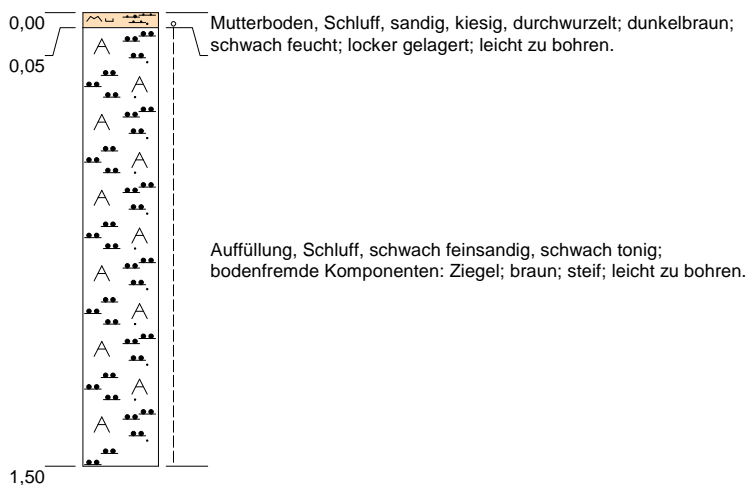 0,00
Mutterboden, Schluff, sandig, kiesig, durchwurzelt; dunkelbraun;
schwach feucht; locker gelagert; leicht zu bohren.
0,05
Auffüllung, Schluff, schwach feinsandig, schwach tonig;
bodenfremde Komponenten: Ziegel; braun; steif; leicht zu bohren.
1,50